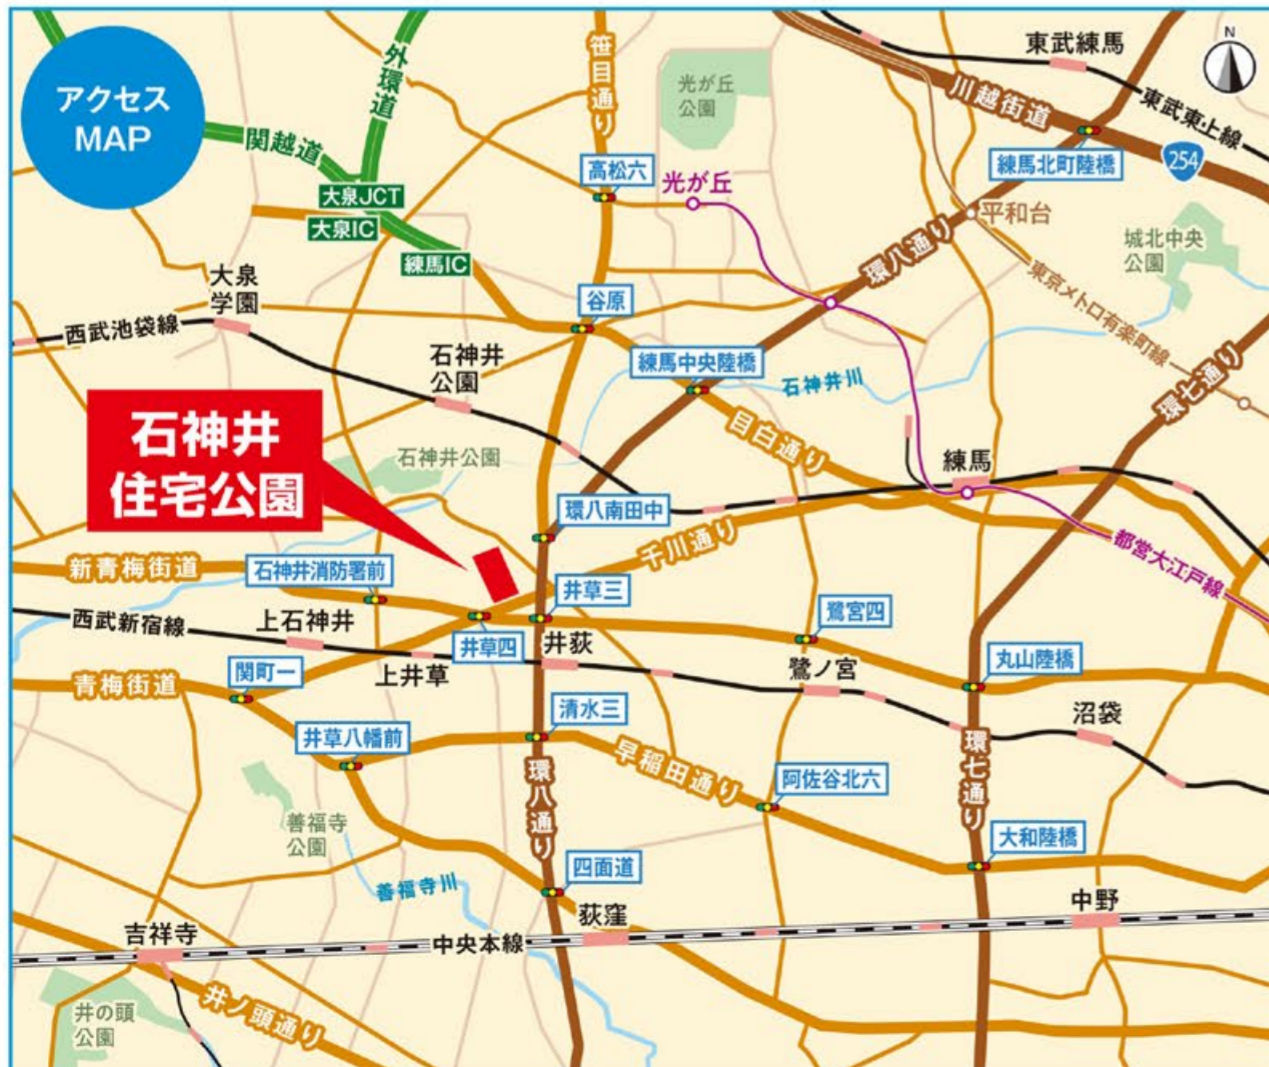 アクセス
MAP
外環道
笹目通り
光が丘
公園
東武練馬
N
川越街道
東武東上線
254
関越道
高松六
練馬北町陸橋
光が丘
大泉JCT
大泉IC
平和台
練馬IC
環八通り
城北中央
公園
大泉
学園
谷原
東京メトロ有楽町線
西武池袋線
石神井
公園
練馬中央陸橋
石神井川
環七通り
石神井
住宅公園
目白通り
石神井公園
練馬
環八南田中
千川通り
都営大江戸線
新青梅街道
石神井消防署前
井草三
西武新宿線
上石神井
井草四
井荻
鷺宮四
青梅街道
関町一
上井草
鷺ノ宮
丸山陸橋
清水三
沼袋
井草八幡前
早稲田通り
環七通り
阿佐谷北六
環八通り
善福寺
公園
大和陸橋
四面道
善福寺川
中野
吉祥寺
荻窪
中央本線
井の頭
公園
井ノ頭通り